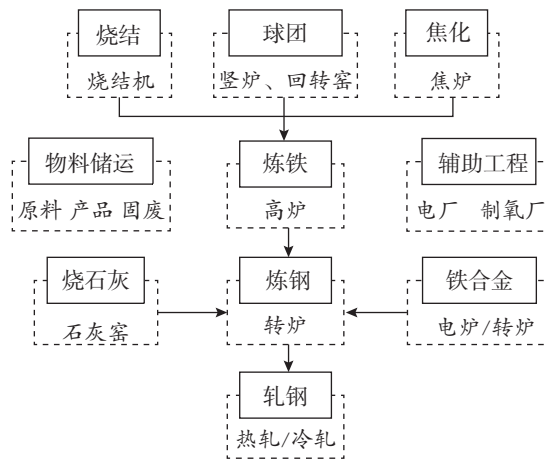 烧结 球团 焦化
烧结机 竖炉、回转窑 焦炉
物料储运 炼铁 辅助工程
原料 产品 固废 高炉 电厂 制氧厂
烧石灰 炼钢 铁合金
石灰窑 转炉 电炉/转炉
轧钢
热轧/冷轧